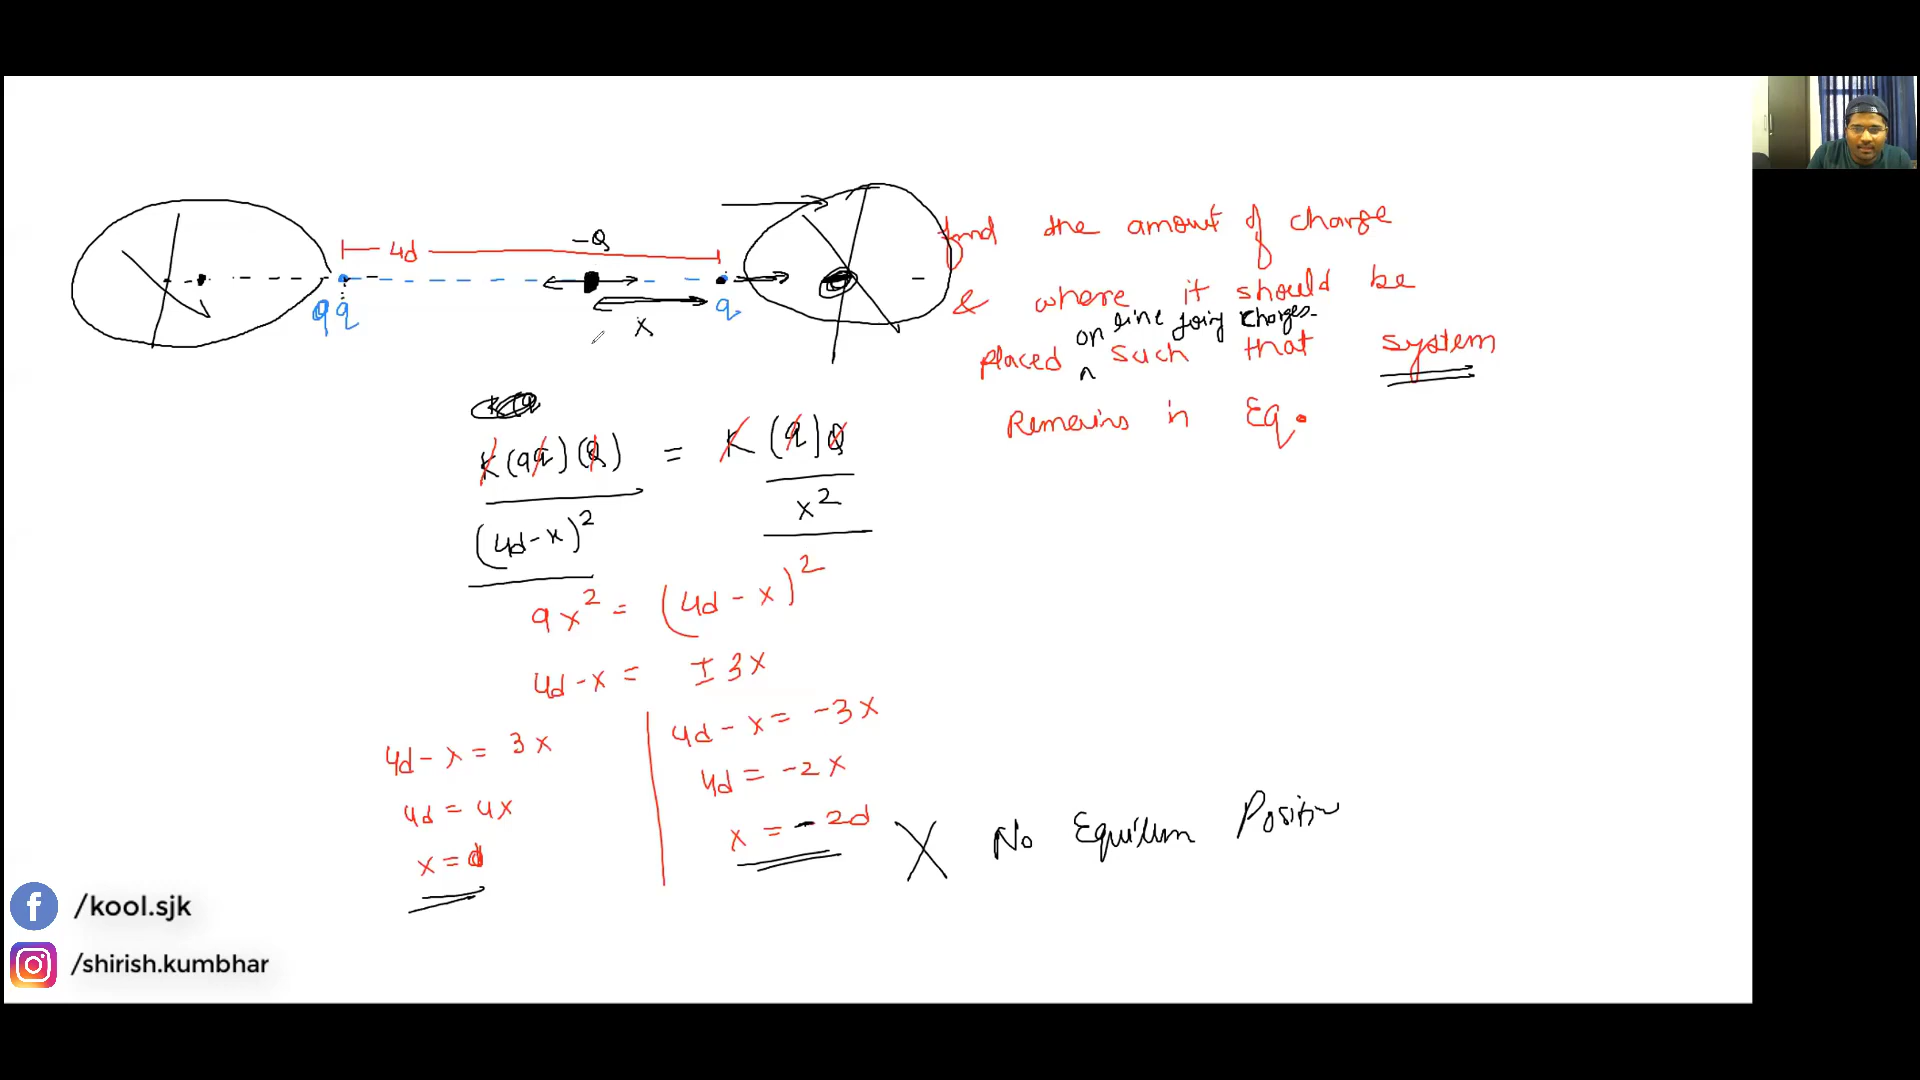 4d
-Q
9q
q
x
find the amount of charge
& where it should be
on line joing charges.
placed ^ such that system
Remains in Eq.
K(9q)(Q) = K(q)Q
(4d-x)² x²
9x² = (4d-x)²
4d-x = ±3x
4d-x = 3x
4d = 4x
x = d
4d-x = -3x
4d = -2x
x = -2d X No Equilium Position
/kool.sjk
/shirish.kumbhar